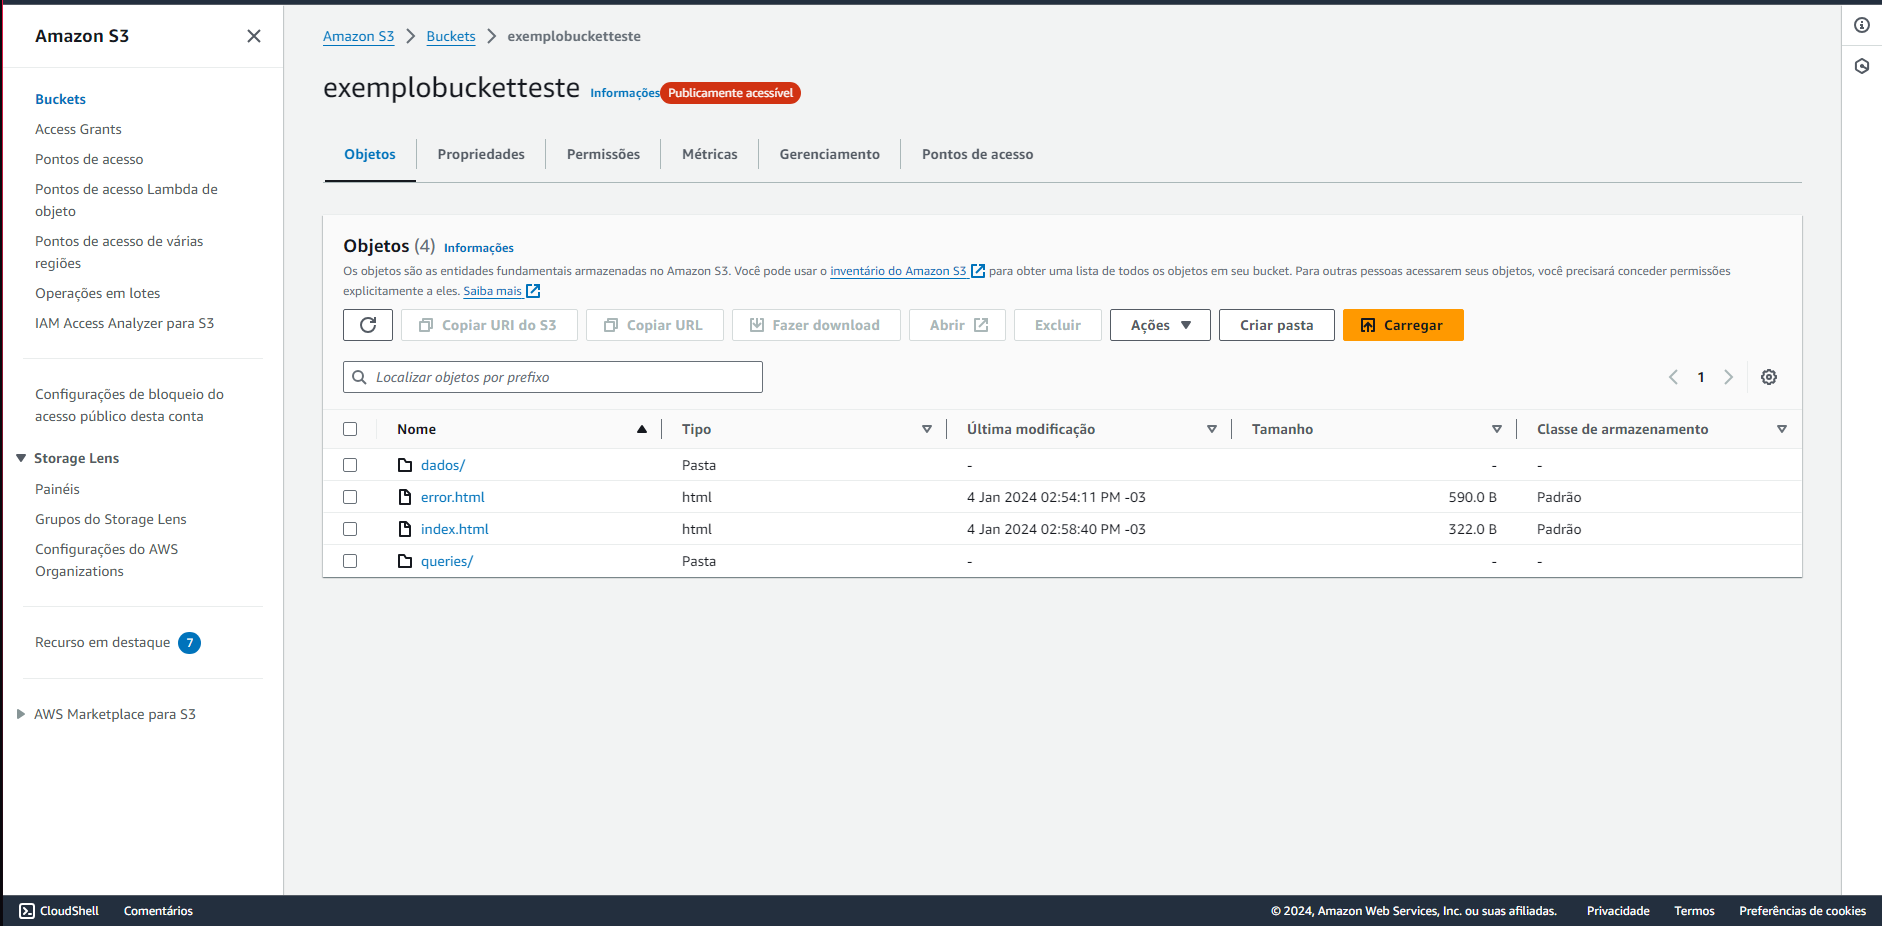 Amazon S3
Buckets
Access Grants
Pontos de acesso
Pontos de acesso Lambda de
objeto
Pontos de acesso de várias
regiões
Operações em lotes
IAM Access Analyzer para S3
Configurações de bloqueio do
acesso público desta conta
Storage Lens
Painéis
Grupos do Storage Lens
Configurações do AWS
Organizations
Recurso em destaque 7
AWS Marketplace para S3
Amazon S3 Buckets exemplobucketteste
exemplobucketteste Informações Publicamente acessível
Objetos Propriedades Permissões Métricas Gerenciamento Pontos de acesso
Objetos (4) Informações
Os objetos são as entidades fundamentais armazenadas no Amazon S3. Você pode usar o inventário do Amazon S3 para obter uma lista de todos os objetos em seu bucket. Para outras pessoas acessarem seus objetos, você precisará conceder permissões
explicitamente a eles. Saiba mais
Copiar URI do S3 Copiar URL Fazer download Abrir Excluir Ações Criar pasta Carregar
Localizar objetos por prefixo 1
Nome Tipo Última modificação Tamanho Classe de armazenamento
dados/ Pasta - - -
error.html html 4 Jan 2024 02:54:11 PM -03 590.0 B Padrão
index.html html 4 Jan 2024 02:58:40 PM -03 322.0 B Padrão
queries/ Pasta - - -
CloudShell Comentários © 2024, Amazon Web Services, Inc. ou suas afiliadas. Privacidade Termos Preferências de cookies